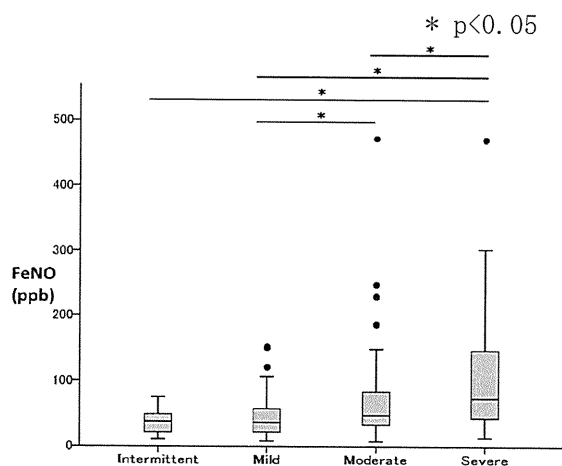 * p<0.05
*
*
*
*
500
400
300
FeNO
(ppb)
200
100
0
Intermittent Mild Moderate Severe